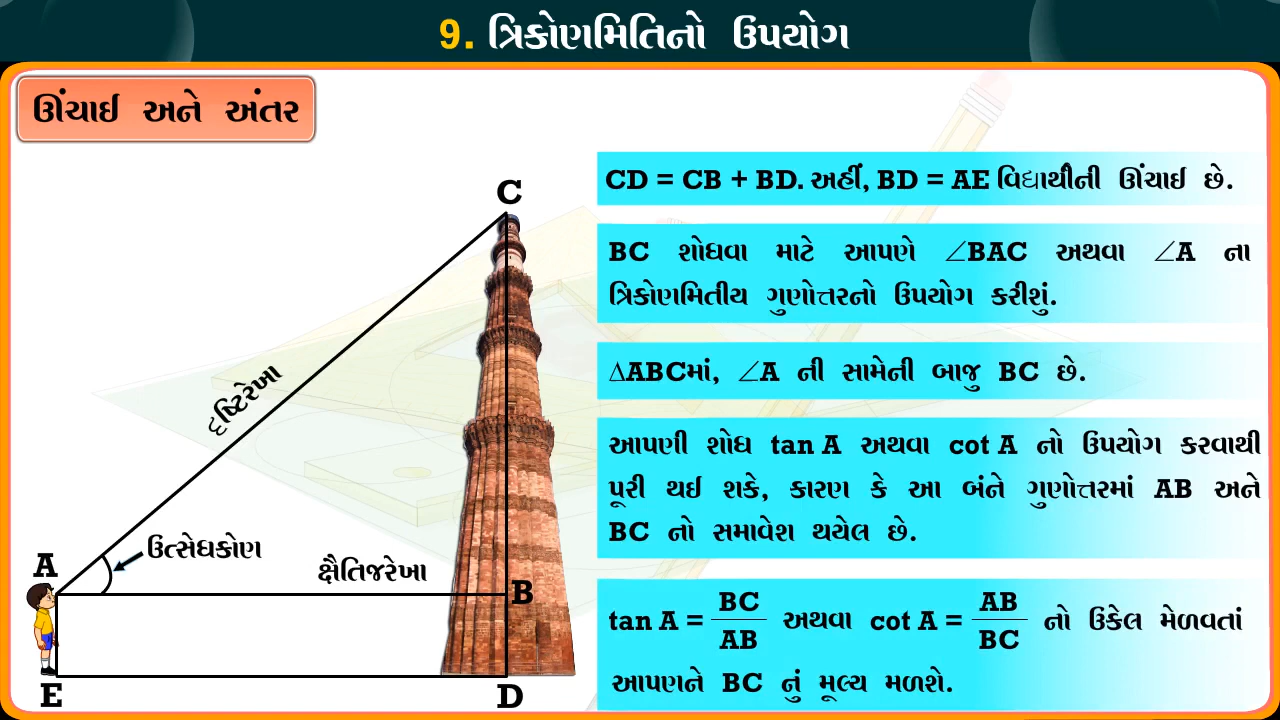 9. ત્રિકોણમિતિનો ઉપયોગ
ઊંચાઈ અને અંતર
CD = CB + BD. અહીં, BD = AE વિદ્યાર્થીની ઊંચાઈ છે.
BC શોધવા માટે આપણે ∠BAC અથવા ∠A ના
ત્રિકોણમિતીય ગુણોત્તરનો ઉપયોગ કરીશું.
∆ABCમાં, ∠A ની સામેની બાજુ BC છે.
આપણી શોધ tan A અથવા cot A નો ઉપયોગ કરવાથી
પૂરી થઈ શકે, કારણ કે આ બંને ગુણોત્તરમાં AB અને
BC નો સમાવેશ થયેલ છે.
tan A = BC/AB અથવા cot A = AB/BC નો ઉકેલ મેળવતાં
આપણને BC નું મૂલ્ય મળશે.
C
દૃષ્ટિરેખા
ઉત્સેધકોણ
A
ક્ષૈતિજરેખા
B
E
D